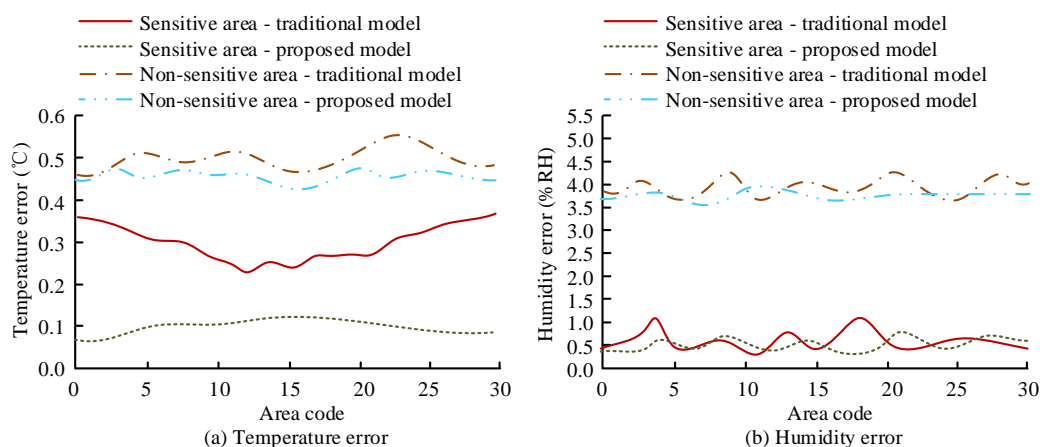 Sensitive area - traditional model
Sensitive area - proposed model
Non-sensitive area - traditional model
Non-sensitive area - proposed model
Temperature error (℃)
0.6
0.5
0.4
0.3
0.2
0.1
0.0
0 5 10 15 20 25 30
Area code
(a) Temperature error
Sensitive area - traditional model
Sensitive area - proposed model
Non-sensitive area - traditional model
Non-sensitive area - proposed model
Humidity error (% RH)
5.5
5.0
4.5
4.0
3.5
3.0
2.5
2.0
1.5
1.0
0.5
0.0
0 5 10 15 20 25 30
Area code
(b) Humidity error